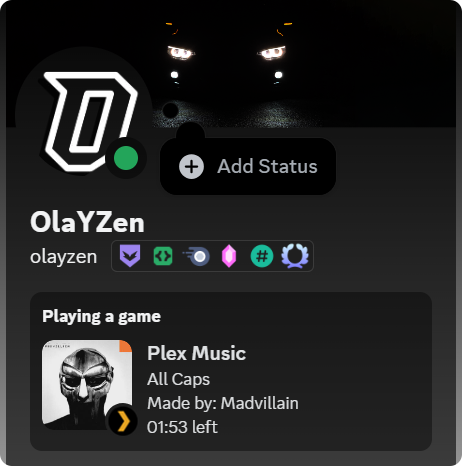 Add Status
OlaYZen
olayzen
Playing a game
Plex Music
All Caps
Made by: Madvillain
01:53 left